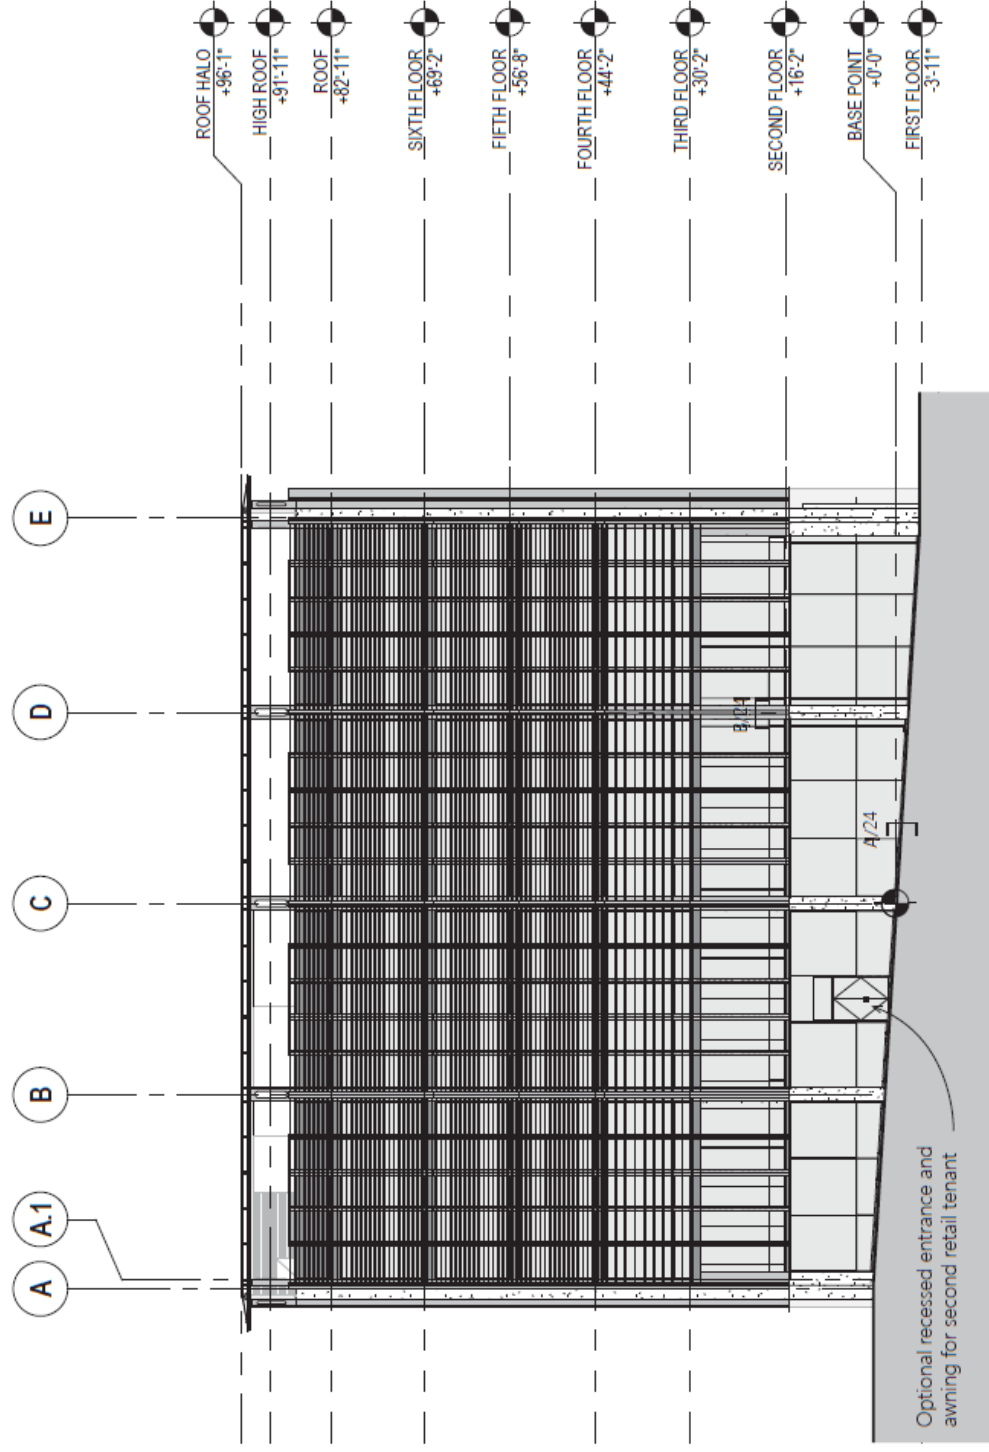 A
A.1
B
C
D
E
ROOF HALO
+96'-1"
HIGH ROOF
+91'-11"
ROOF
+82'-11"
SIXTH FLOOR
+69'-2"
FIFTH FLOOR
+56'-8"
FOURTH FLOOR
+44'-2"
THIRD FLOOR
+30'-2"
SECOND FLOOR
+16'-2"
BASE POINT
+0'-0"
FIRST FLOOR
-3'-11"
B/24
A/24
Optional recessed entrance and
awning for second retail tenant